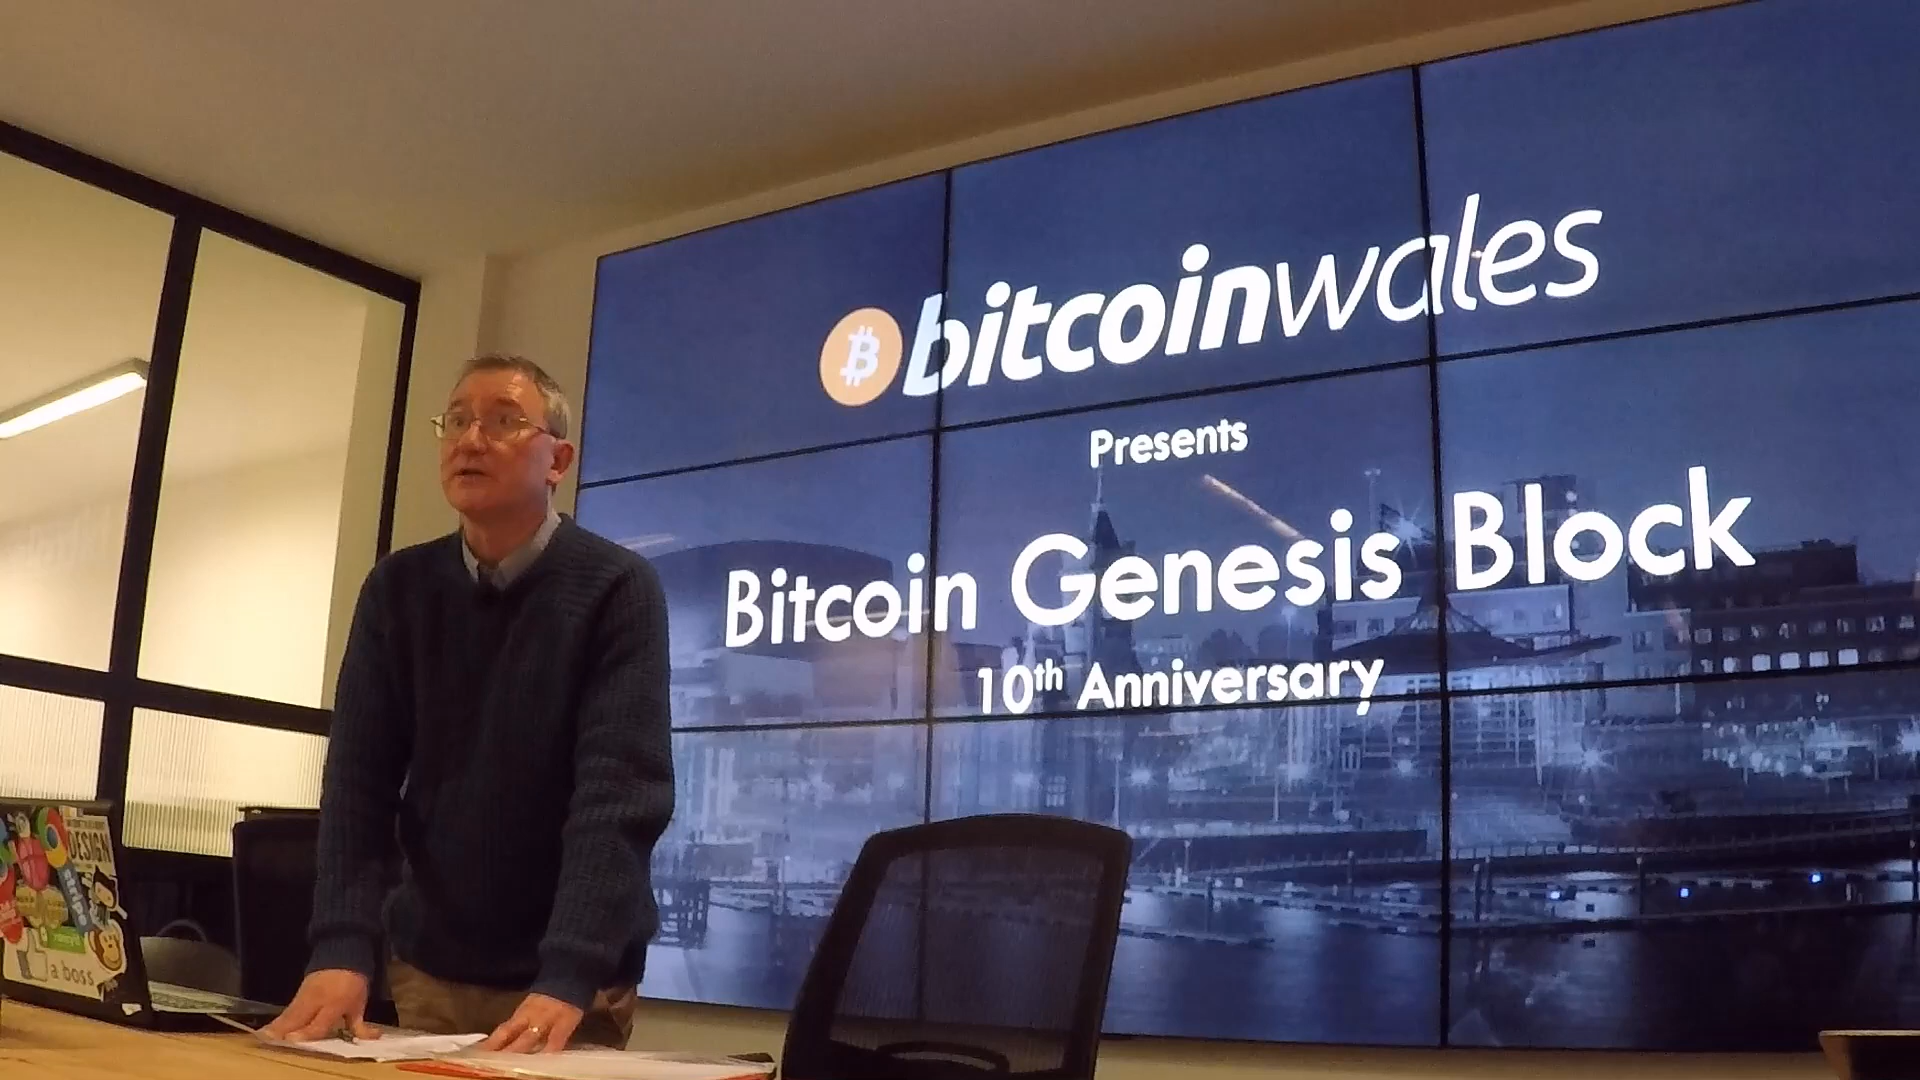 bitcoinwales
Presents
Bitcoin Genesis Block
10th Anniversary
DESIGN
a boss